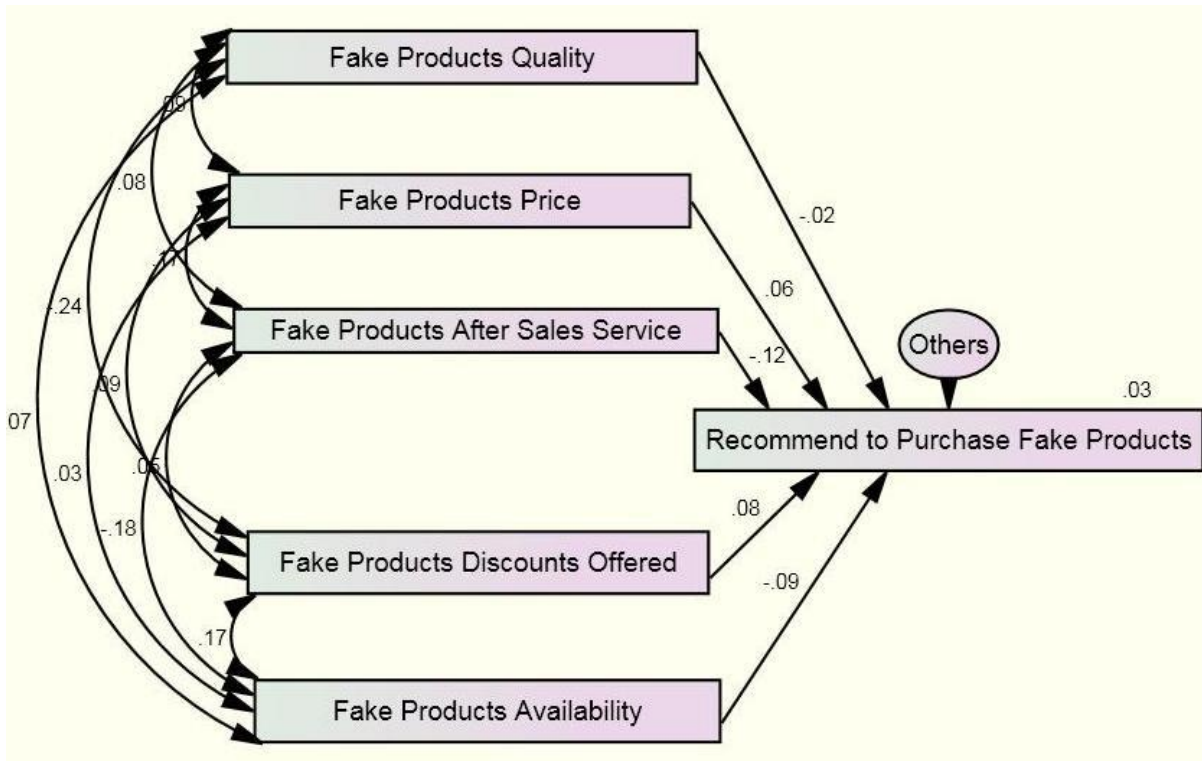 Fake Products Quality
.09
.08
-.02
Fake Products Price
.17
.06
Fake Products After Sales Service
-.24
-.12
Others
.09
.03
07
Recommend to Purchase Fake Products
.03
.05
.08
-.18
Fake Products Discounts Offered
-.09
.17
Fake Products Availability